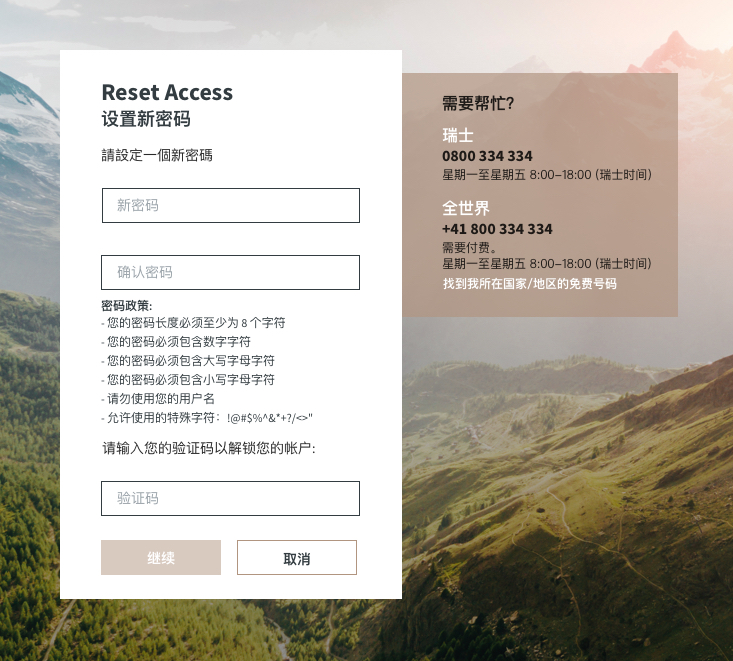 Reset Access
设置新密码
請設定一個新密碼
新密码
确认密码
密码政策:
- 您的密码长度必须至少为 8 个字符
- 您的密码必须包含数字字符
- 您的密码必须包含大写字母字符
- 您的密码必须包含小写字母字符
- 请勿使用您的用户名
- 允许使用的特殊字符：!@#$%^&*+?/<>"
请输入您的验证码以解锁您的帐户:
验证码
继续
取消
需要帮忙?
瑞士
0800 334 334
星期一至星期五 8:00–18:00 (瑞士时间)
全世界
+41 800 334 334
需要付费。
星期一至星期五 8:00–18:00 (瑞士时间)
找到我所在国家/地区的免费号码